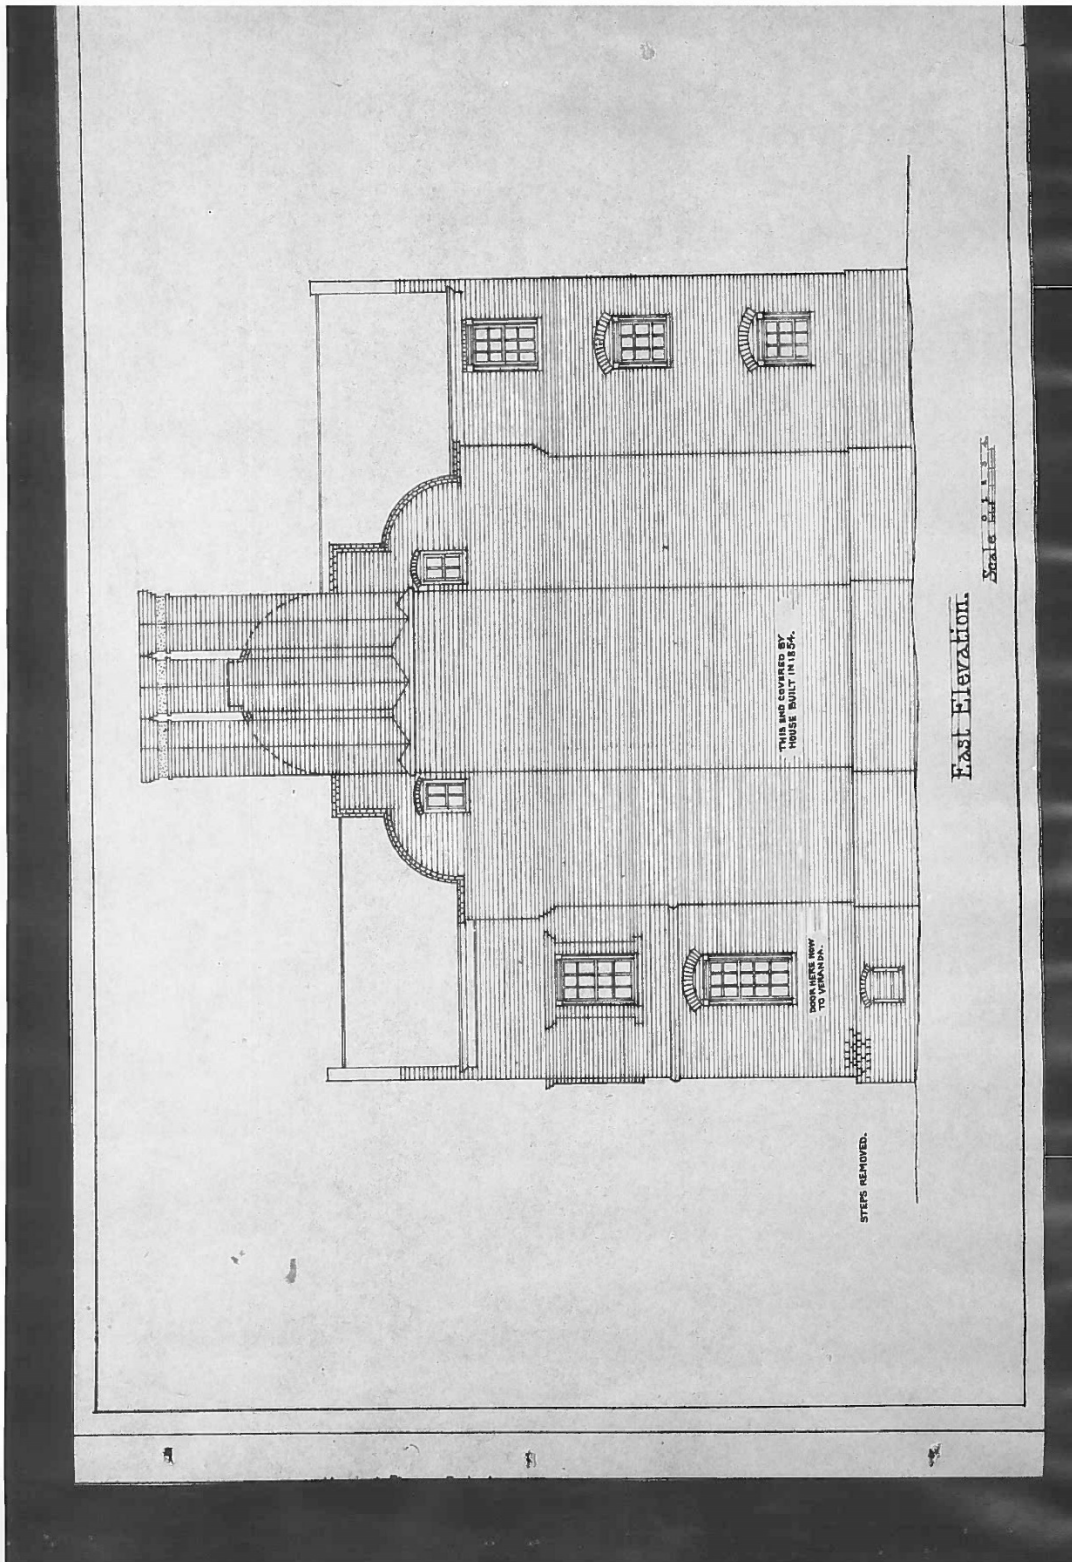 THIS END COVERED BY
HOUSE BUILT IN 1854.
DOOR HERE NOW
TO VERANDA.
STEPS REMOVED.
East Elevation.
Scale